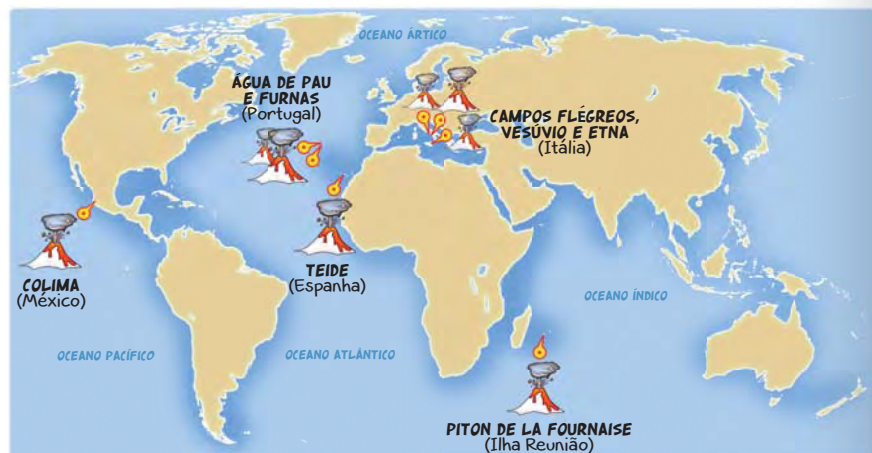 OCEANO ÁRTICO
ÁGUA DE PAU
E FURNAS
(Portugal)
CAMPOS FLÉGREOS,
VESÚVIO E ETNA
(Itália)
COLIMA
(México)
TEIDE
(Espanha)
OCEANO ÍNDICO
OCEANO PACÍFICO
OCEANO ATLÂNTICO
PITON DE LA FOURNAISE
(Ilha Reunião)